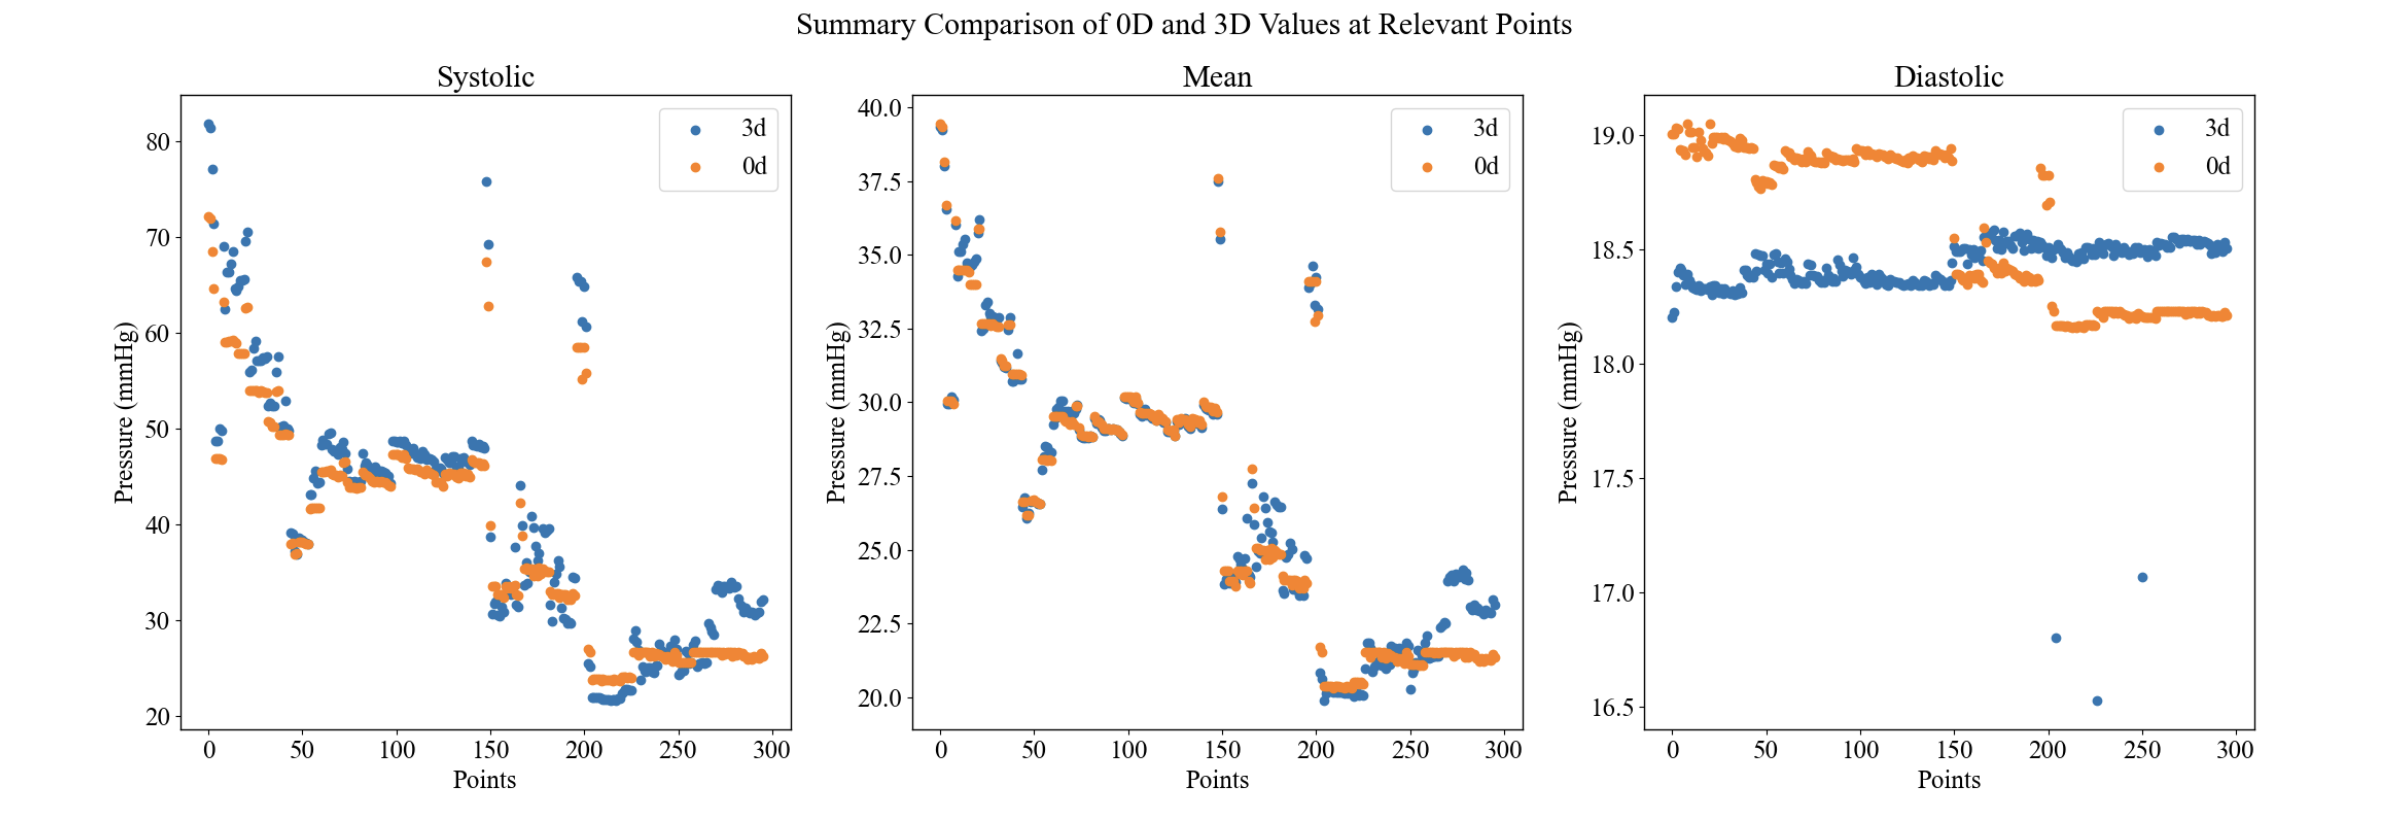 Summary Comparison of 0D and 3D Values at Relevant Points
Systolic
Pressure (mmHg)
80
70
60
50
40
30
20
0 50 100 150 200 250 300
Points
3d
0d
Mean
Pressure (mmHg)
40.0
37.5
35.0
32.5
30.0
27.5
25.0
22.5
20.0
0 50 100 150 200 250 300
Points
3d
0d
Diastolic
Pressure (mmHg)
19.0
18.5
18.0
17.5
17.0
16.5
0 50 100 150 200 250 300
Points
3d
0d